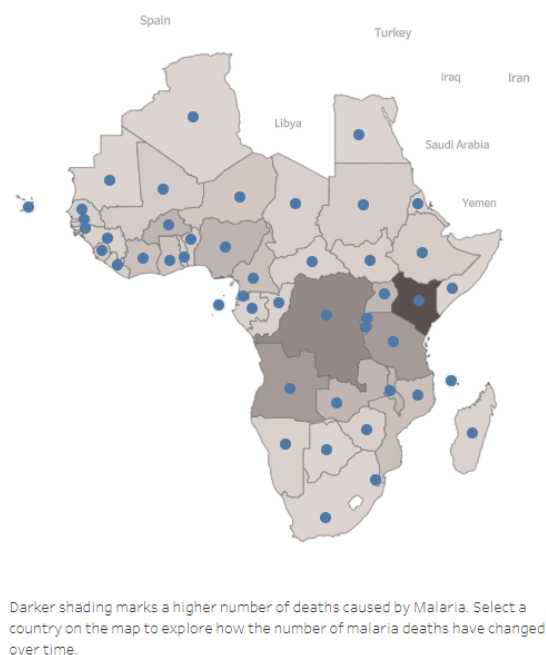 Spain
Turkey
Iraq
Iran
Libya
Saudi Arabia
Yemen
Darker shading marks a higher number of deaths caused by Malaria. Select a
country on the map to explore how the number of malaria deaths have changed
over time.